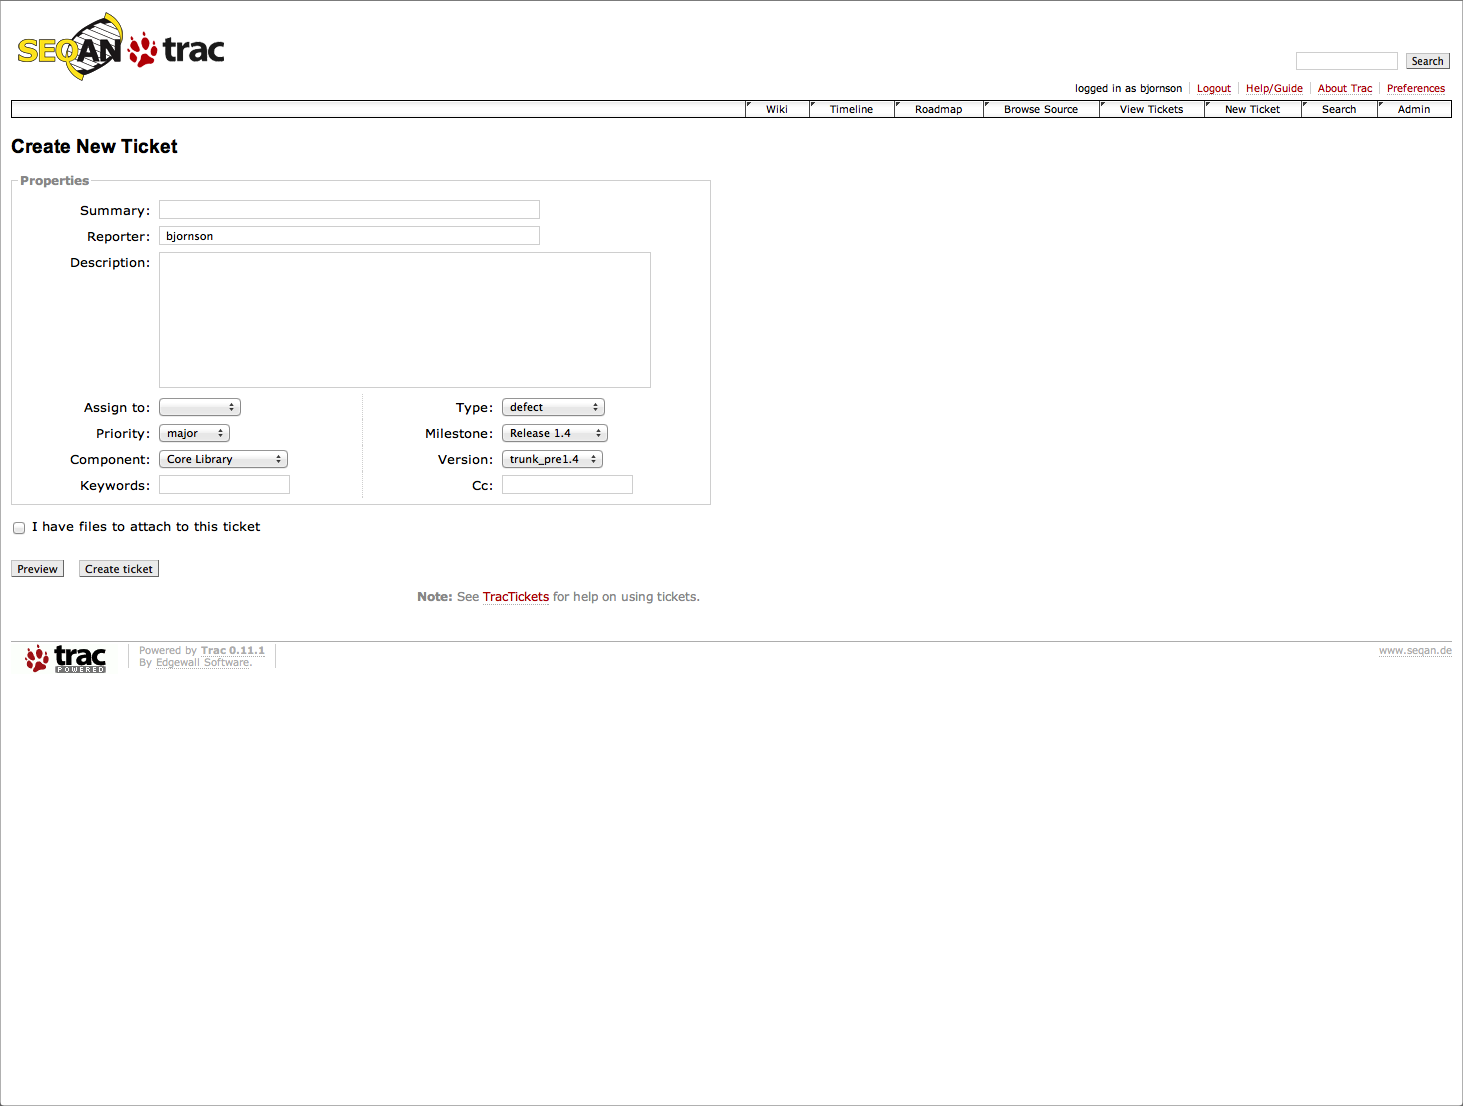 SEQAN trac
Search
logged in as bjornson Logout Help/Guide About Trac Preferences
Wiki Timeline Roadmap Browse Source View Tickets New Ticket Search Admin
Create New Ticket
Properties
Summary:
Reporter: bjornson
Description:
Assign to: Type: defect
Priority: major Milestone: Release 1.4
Component: Core Library Version: trunk_pre1.4
Keywords: Cc:
I have files to attach to this ticket
Preview Create ticket
Note: See TracTickets for help on using tickets.
trac POWERED
Powered by Trac 0.11.1
By Edgewall Software.
www.seqan.de